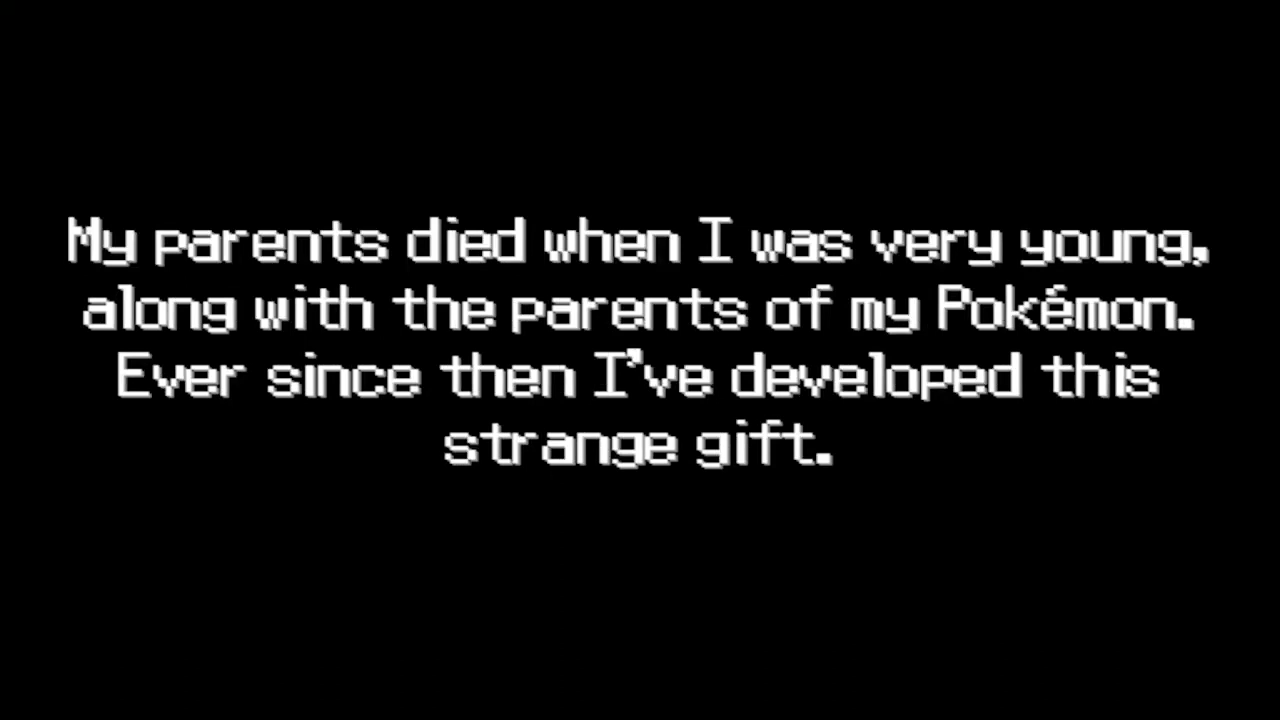 My parents died when I was very young,
along with the parents of my Pokémon.
Ever since then I've developed this
strange gift.